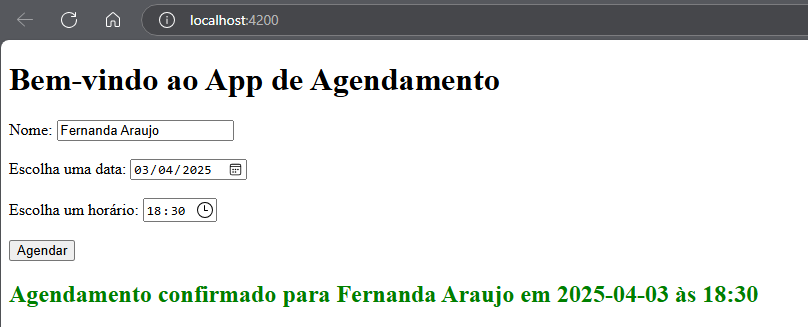 localhost:4200
Bem-vindo ao App de Agendamento
Nome: Fernanda Araujo
Escolha uma data: 03/04/2025
Escolha um horário: 18:30
Agendar
Agendamento confirmado para Fernanda Araujo em 2025-04-03 às 18:30